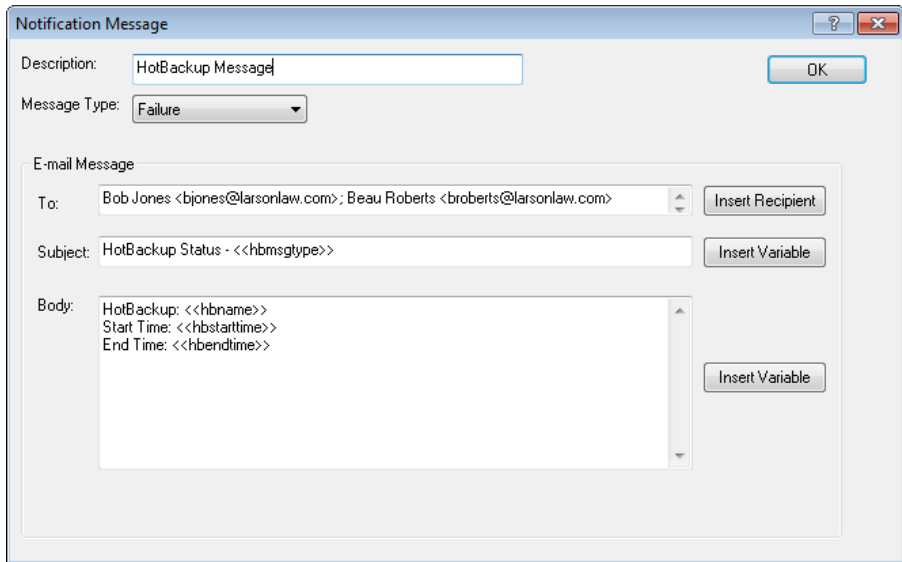 Notification Message
Description: HotBackup Message OK
Message Type: Failure
E-mail Message
To: Bob Jones <bjones@larsonlaw.com>; Beau Roberts <broberts@larsonlaw.com> Insert Recipient
Subject: HotBackup Status - <<hbmsgtype>> Insert Variable
Body: HotBackup: <<hbname>>
Start Time: <<hbstarttime>>
End Time: <<hbendtime>>
Insert Variable